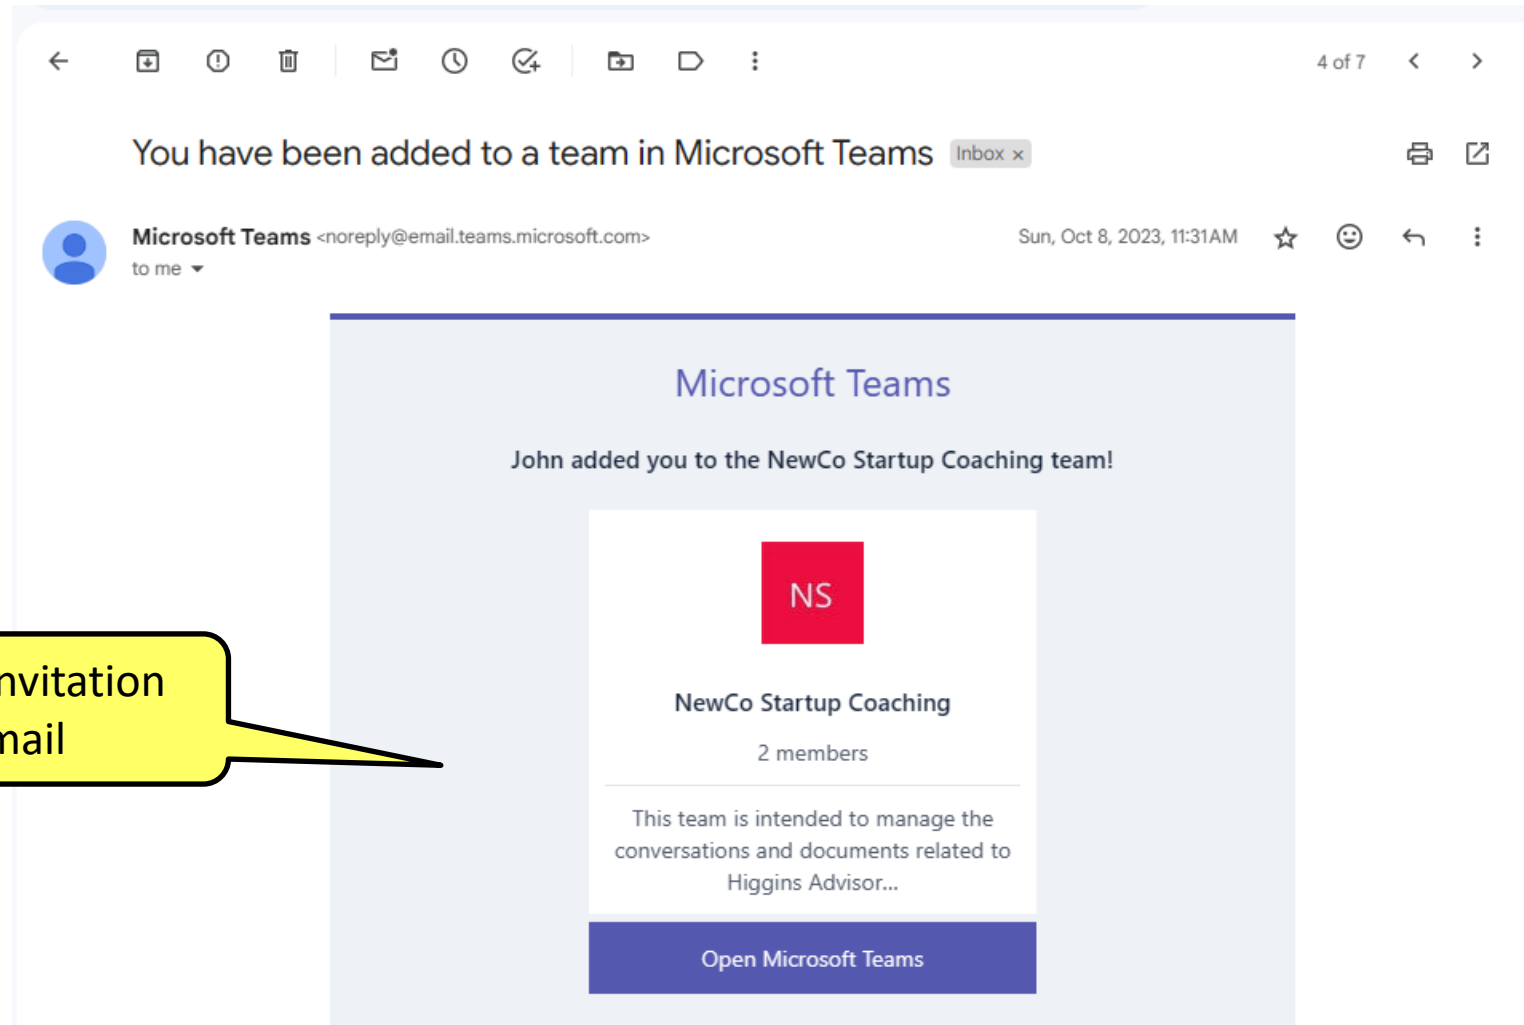 4 of 7
You have been added to a team in Microsoft Teams Inbox x
Microsoft Teams <noreply@email.teams.microsoft.com> Sun, Oct 8, 2023, 11:31 AM
to me
Microsoft Teams
John added you to the NewCo Startup Coaching team!
NS
nvitation
mail
NewCo Startup Coaching
2 members
This team is intended to manage the
conversations and documents related to
Higgins Advisor...
Open Microsoft Teams